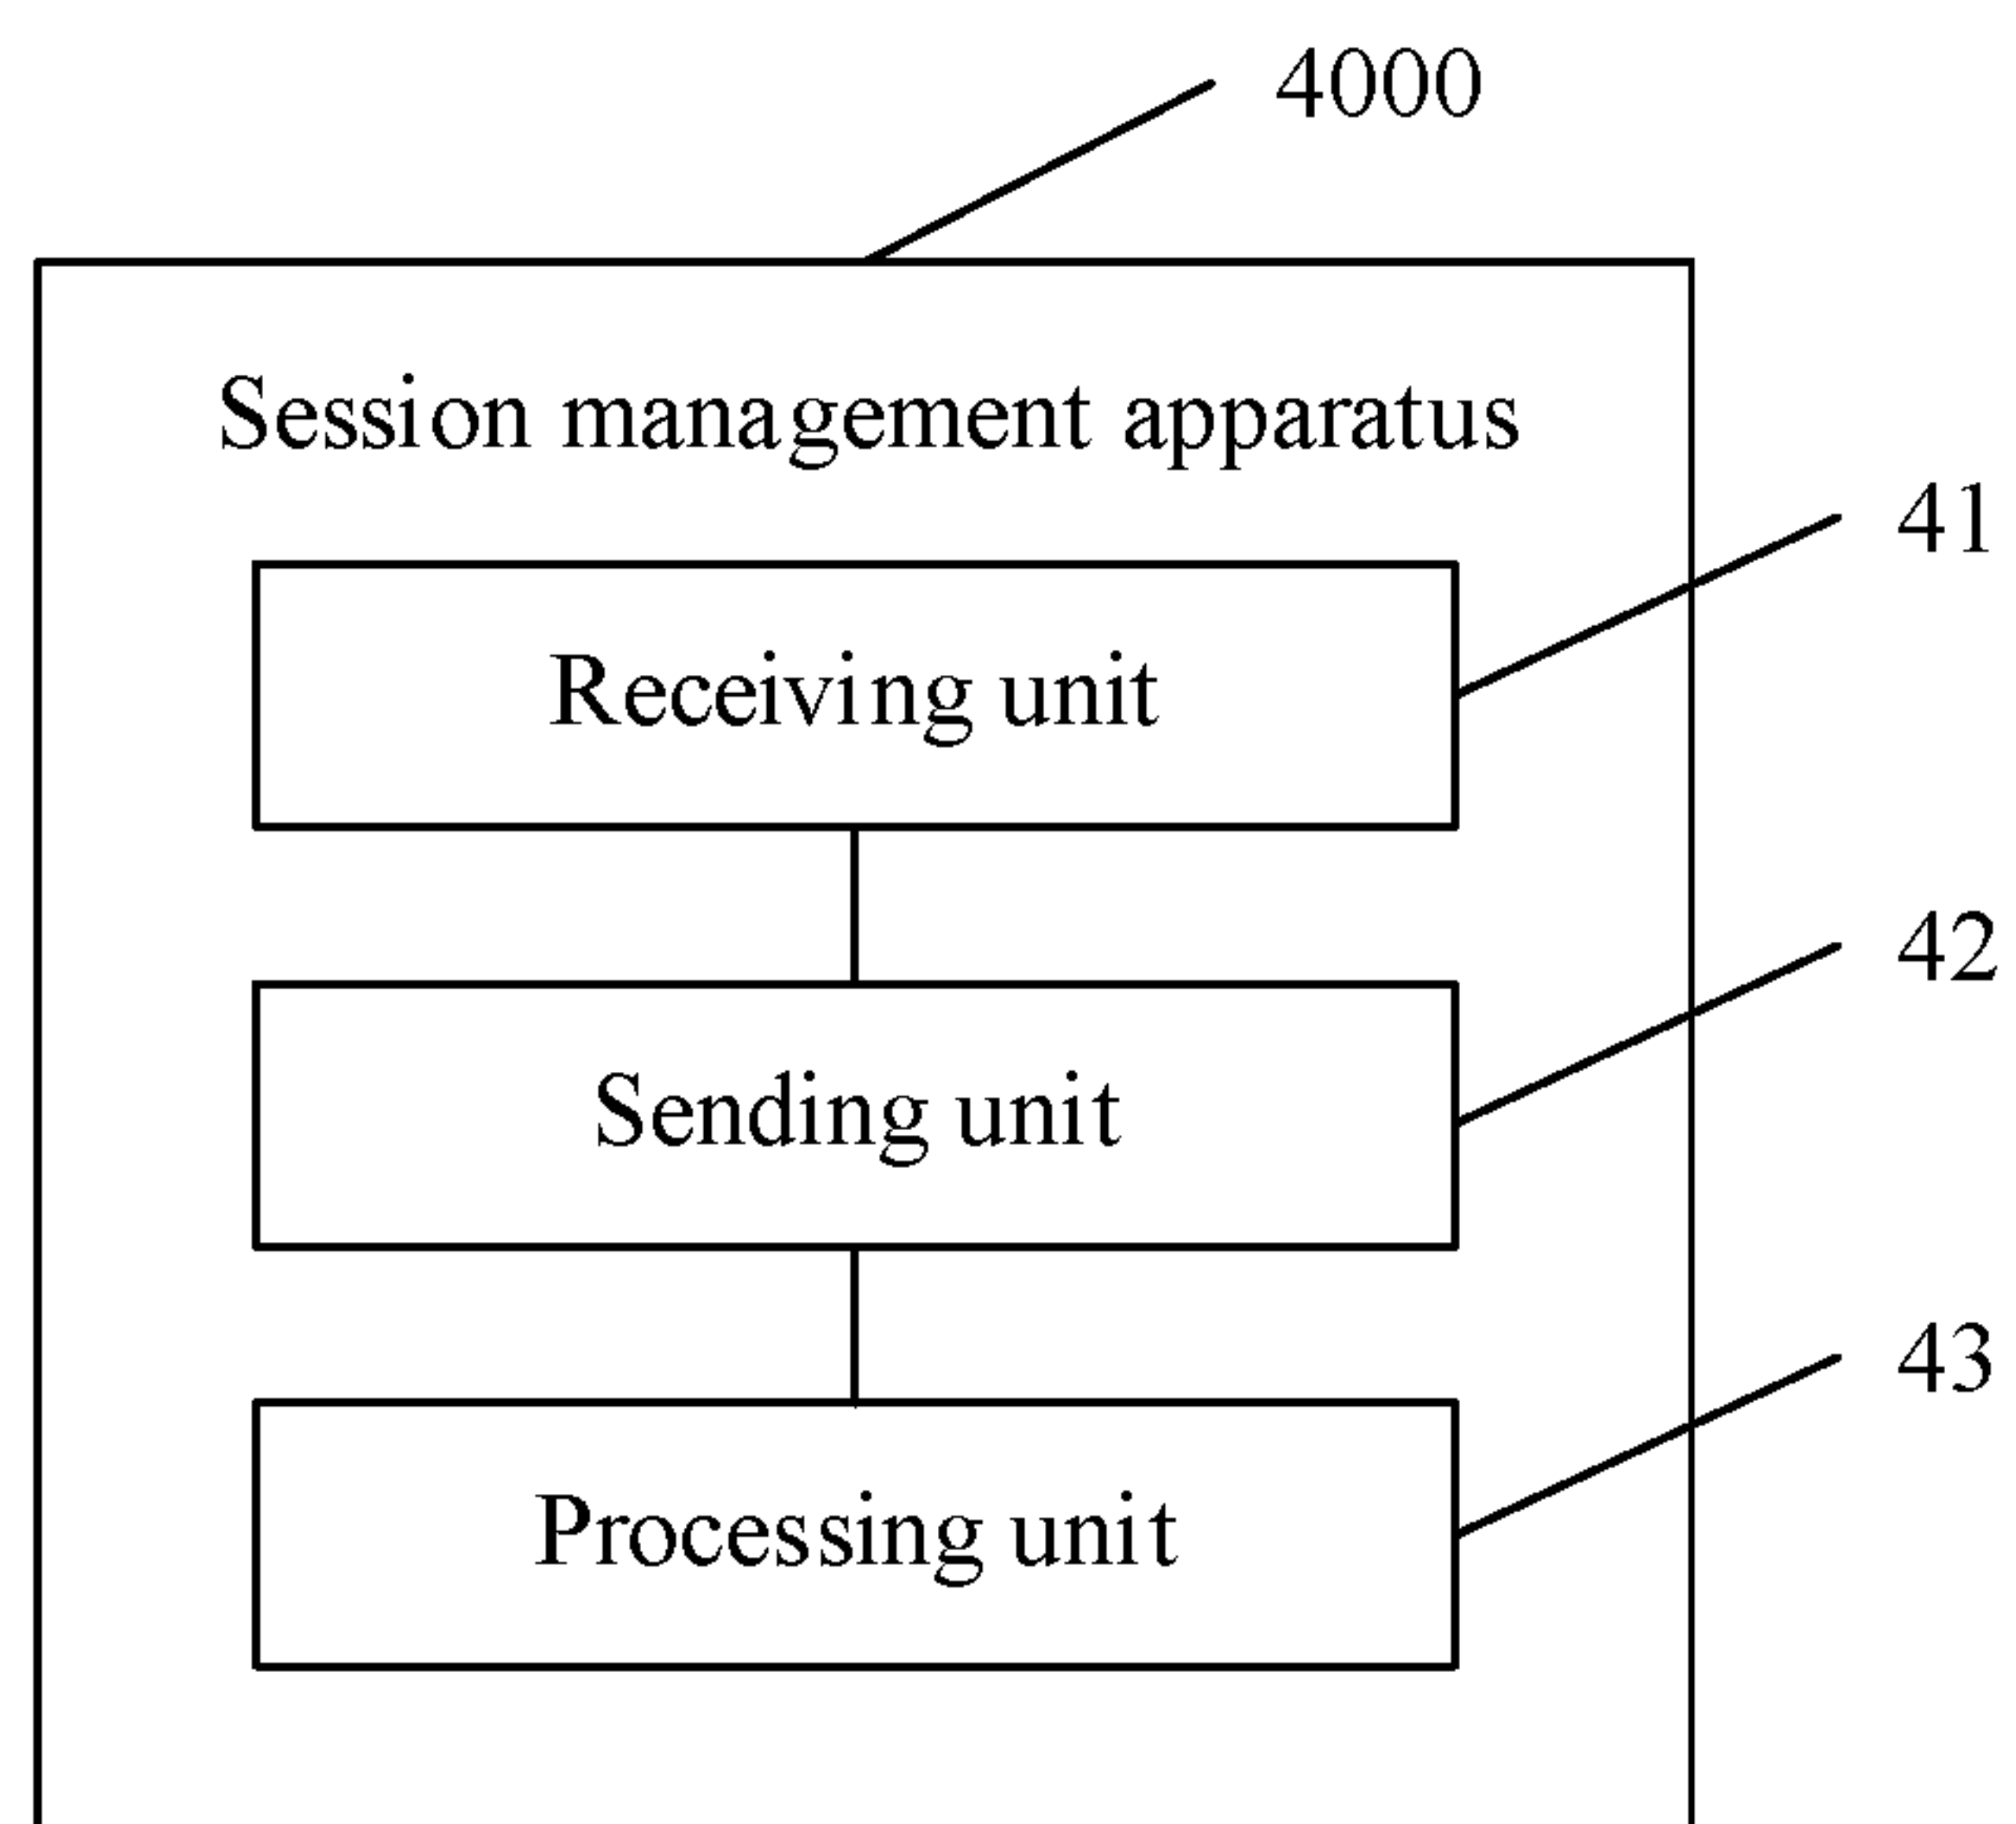 4000
Session management apparatus
41
Receiving unit
42
Sending unit
43
Processing unit